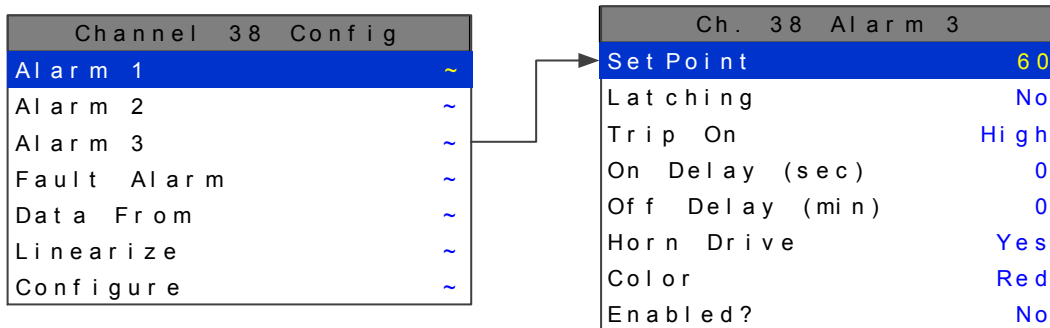 Channel 38 Config
Alarm 1 ~
Alarm 2 ~
Alarm 3 ~
Fault Alarm ~
Data From ~
Linearize ~
Configure ~
Ch. 38 Alarm 3
SetPoint 60
Latching No
Trip On High
On Delay (sec) 0
Off Delay (min) 0
Horn Drive Yes
Color Red
Enabled? No